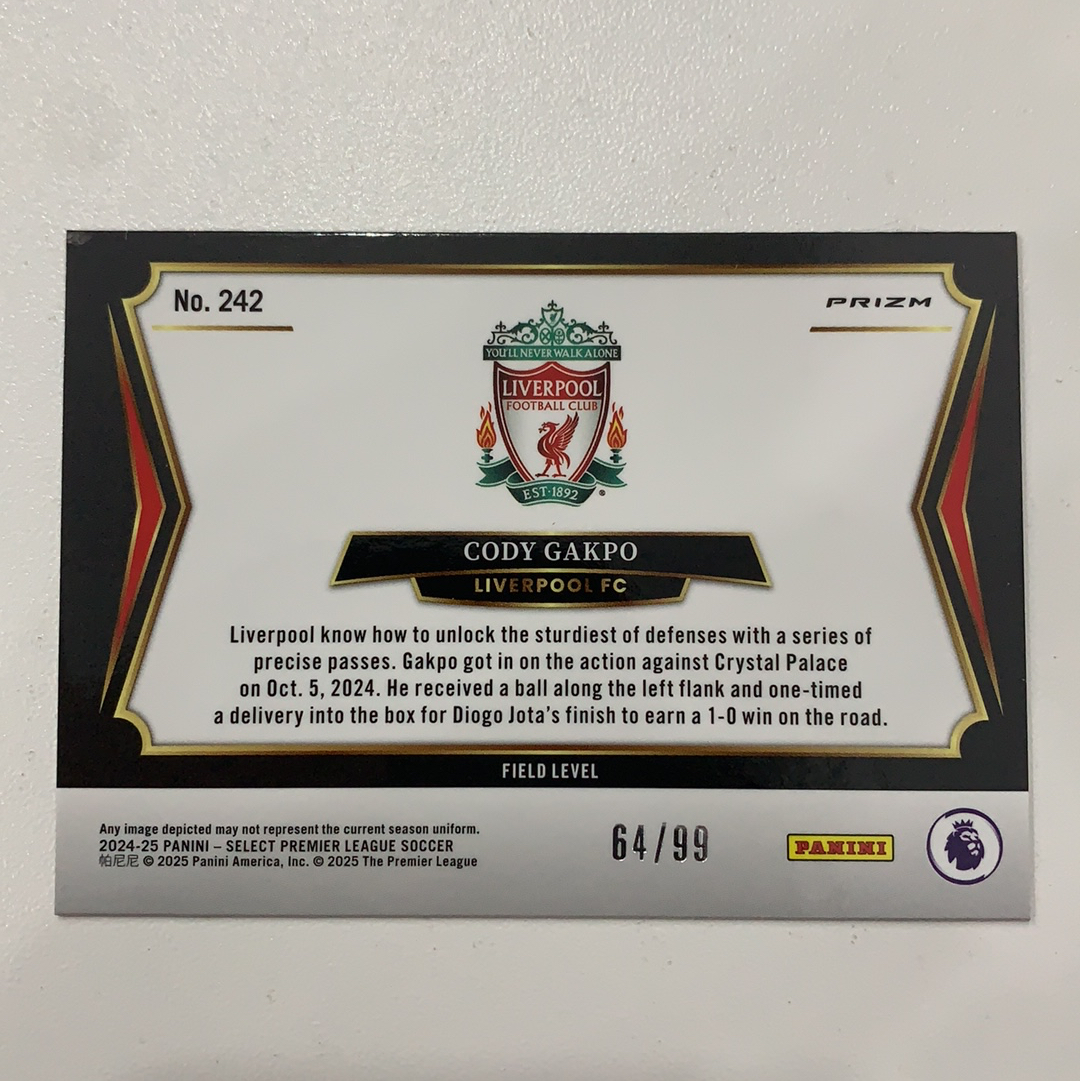 No. 242
PRIZM
YOU'LL NEVER WALK ALONE
LIVERPOOL
FOOTBALL CLUB
EST·1892
®
CODY GAKPO
LIVERPOOL FC
Liverpool know how to unlock the sturdiest of defenses with a series of
precise passes. Gakpo got in on the action against Crystal Palace
on Oct. 5, 2024. He received a ball along the left flank and one-timed
a delivery into the box for Diogo Jota's finish to earn a 1-0 win on the road.
FIELD LEVEL
Any image depicted may not represent the current season uniform.
2024-25 PANINI – SELECT PREMIER LEAGUE SOCCER
帕尼尼 © 2025 Panini America, Inc. © 2025 The Premier League
64/99
PANINI